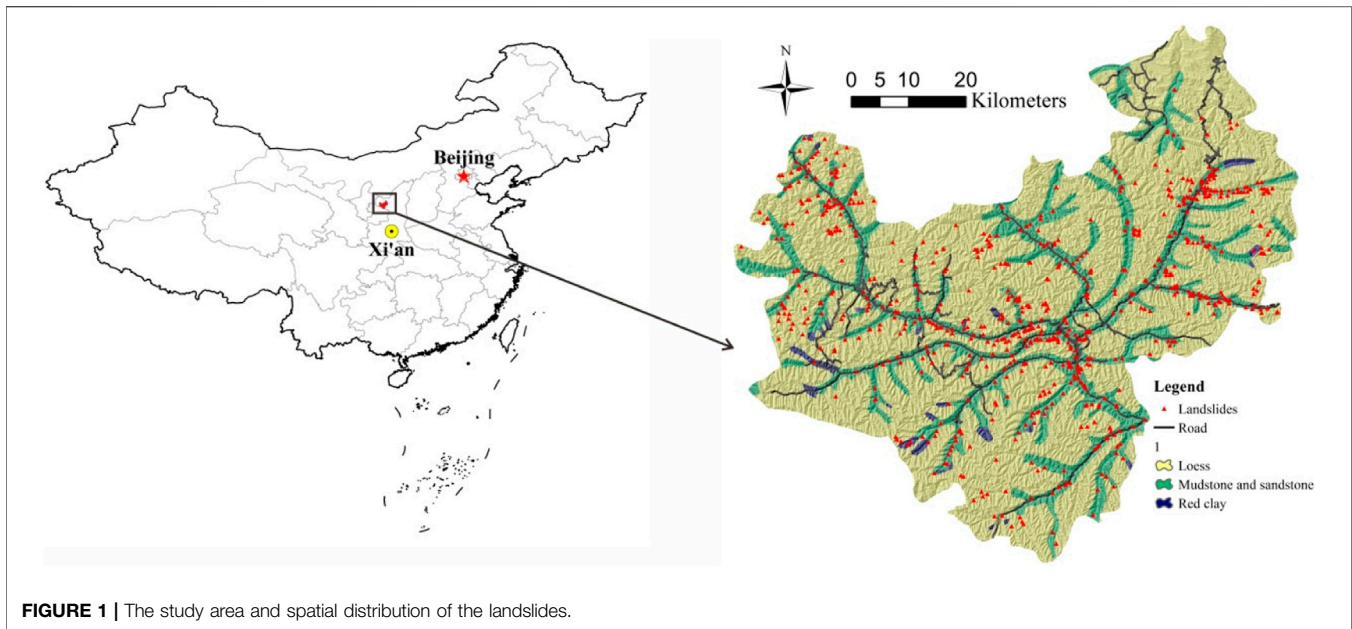 Beijing
Xi'an
N
0 5 10 20
Kilometers
Legend
Landslides
Road
1
Loess
Mudstone and sandstone
Red clay
FIGURE 1 | The study area and spatial distribution of the landslides.